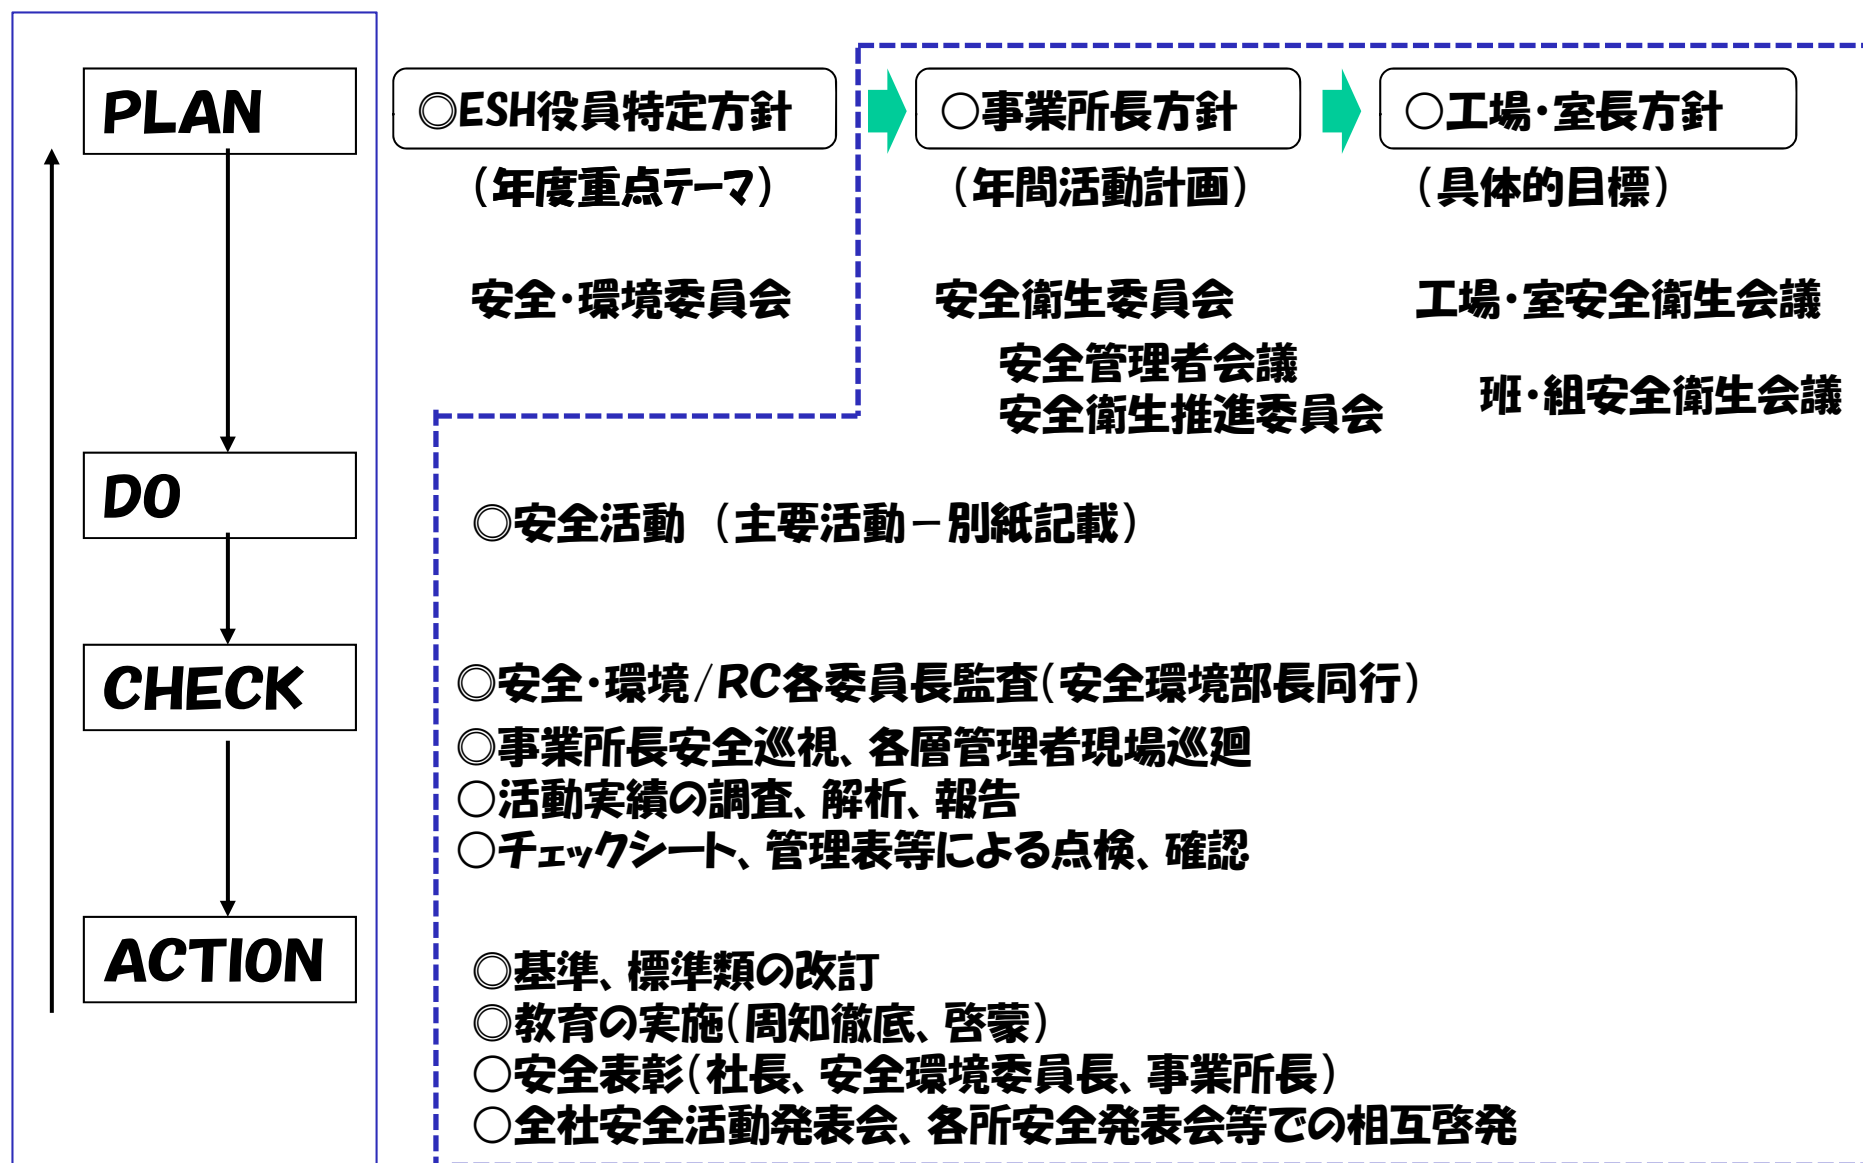 PLAN
◎ESH役員特定方針
○事業所長方針
○工場・室長方針
（年度重点テーマ）
（年間活動計画）
（具体的目標）
安全・環境委員会
安全衛生委員会
工場・室安全衛生会議
安全管理者会議
班・組安全衛生会議
安全衛生推進委員会
DO
◎安全活動 （主要活動－別紙記載）
CHECK
◎安全・環境/RC各委員長監査（安全環境部長同行）
◎事業所長安全巡視、各層管理者現場巡廻
○活動実績の調査、解析、報告
○チェックシート、管理表等による点検、確認
ACTION
◎基準、標準類の改訂
◎教育の実施（周知徹底、啓蒙）
○安全表彰（社長、安全環境委員長、事業所長）
○全社安全活動発表会、各所安全発表会等での相互啓発